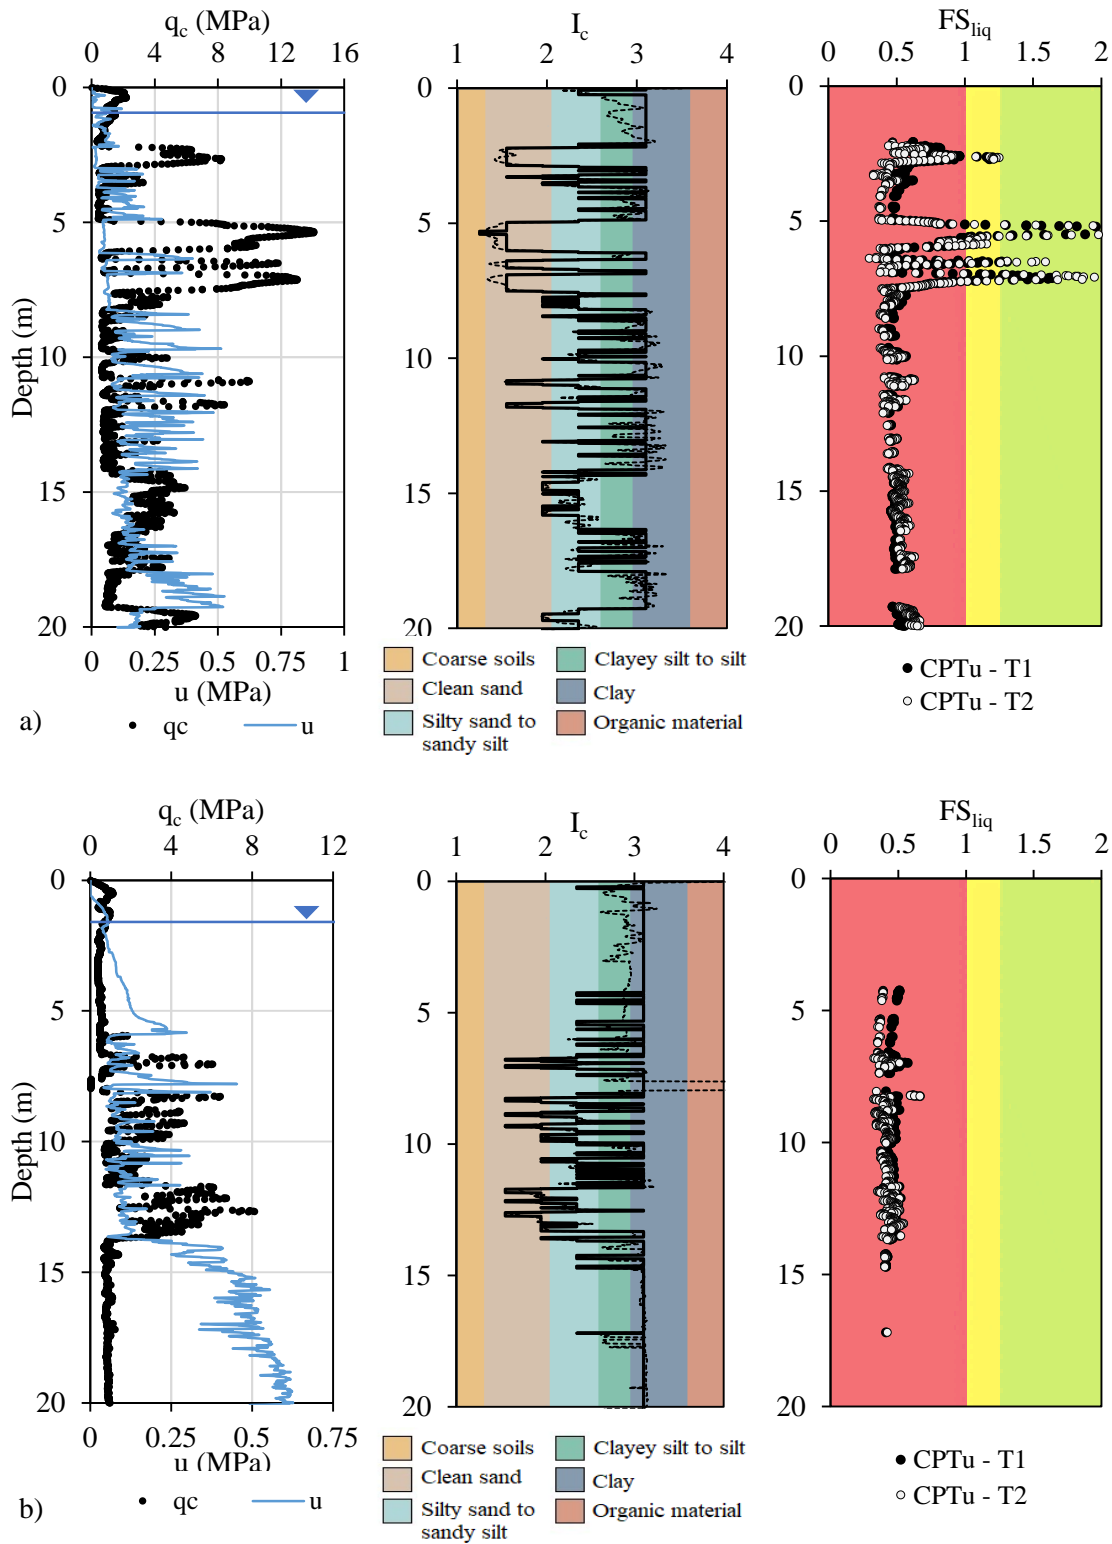 qc (MPa)
0 4 8 12 16
Ic
1 2 3 4
FSliq
0 0.5 1 1.5 2
Depth (m)
0
5
10
15
20
0
5
10
15
20
0
5
10
15
20
0 0.25 0.5 0.75 1
u (MPa)
qc u
a)
Coarse soils
Clean sand
Silty sand to
sandy silt
Clayey silt to silt
Clay
Organic material
CPTu - T1
CPTu - T2
qc (MPa)
0 4 8 12
Ic
1 2 3 4
FSliq
0 0.5 1 1.5 2
Depth (m)
0
5
10
15
20
0
5
10
15
20
0
5
10
15
20
0 0.25 0.5 0.75
u (MPa)
qc u
b)
Coarse soils
Clean sand
Silty sand to
sandy silt
Clayey silt to silt
Clay
Organic material
CPTu - T1
CPTu - T2